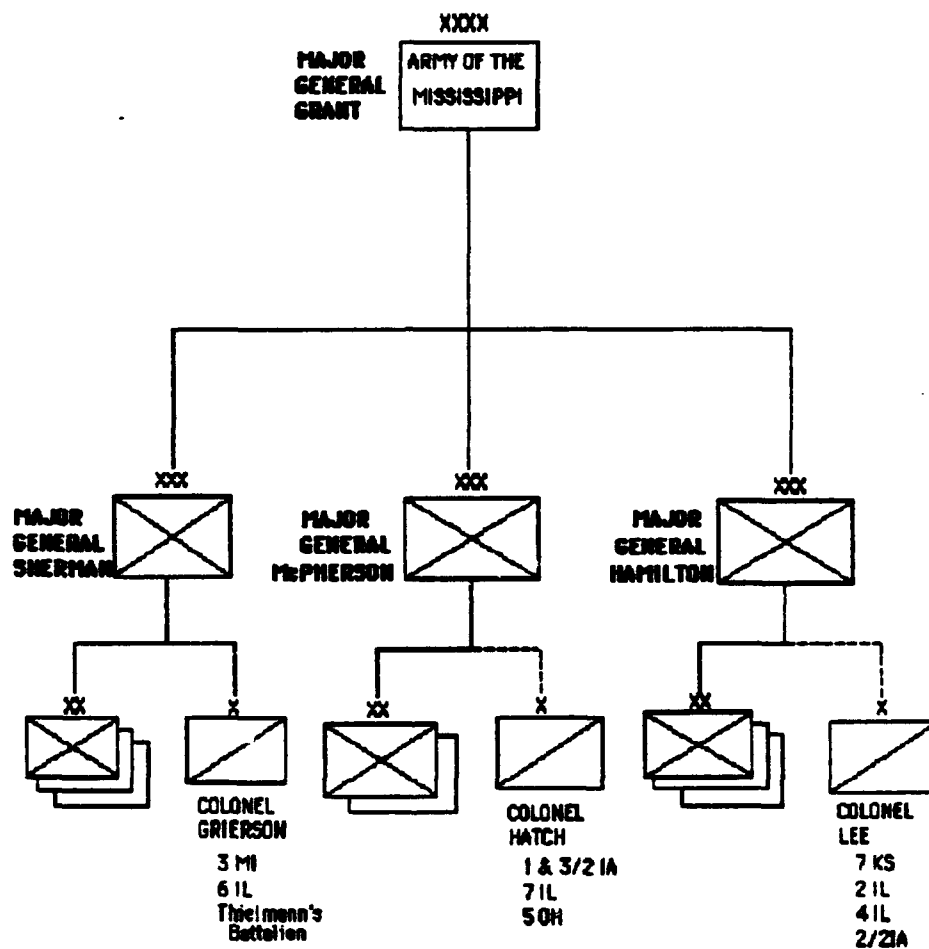 XXXX
MAJOR
GENERAL
GRANT
ARMY OF THE
MISSISSIPPI
XXX
MAJOR
GENERAL
SHERMAN
XXX
MAJOR
GENERAL
McPHERSON
XXX
MAJOR
GENERAL
HAMILTON
XX
X
COLONEL
GRIERSON
3 MI
6 IL
Thielmann's
Battalion
XX
X
COLONEL
HATCH
1 & 3/2 IA
7 IL
5 OH
XX
X
COLONEL
LEE
7 KS
2 IL
4 IL
2/2IA